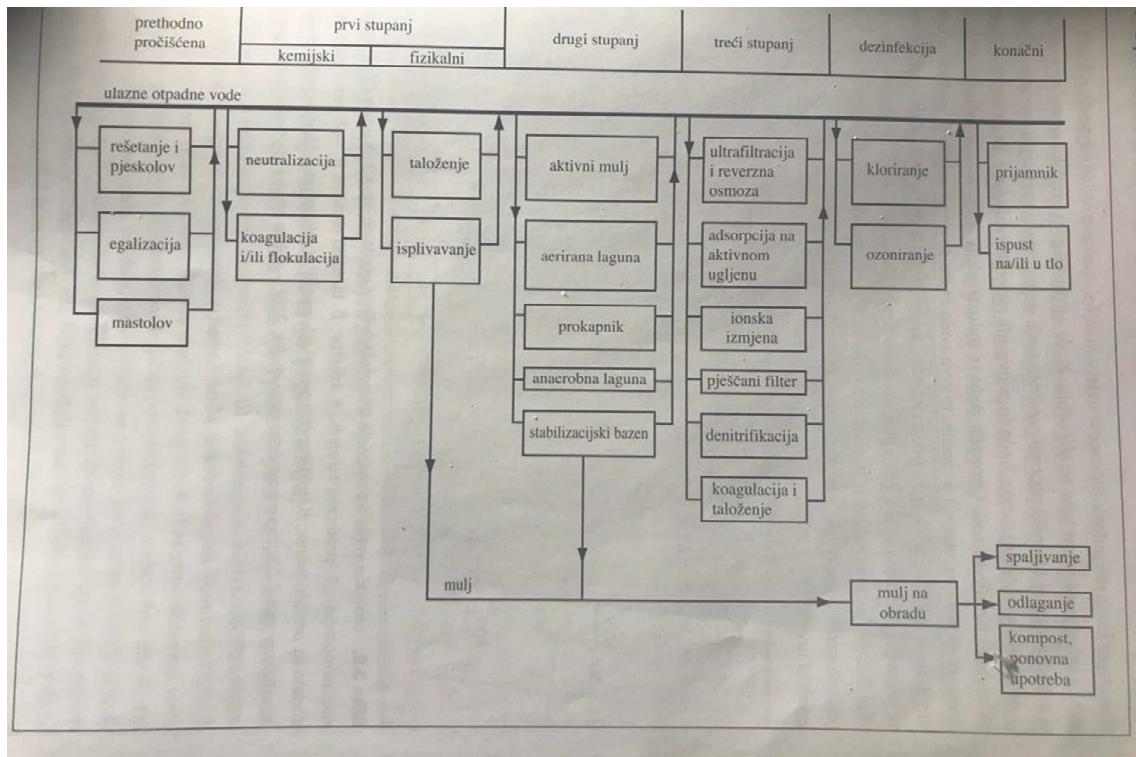 prethodno
pročišćena
prvi stupanj
kemijski
fizikalni
drugi stupanj
treći stupanj
dezinfekcija
konačni
ulazne otpadne vode
rešetanje i
pjeskolov
egalizacija
mastolov
neutralizacija
koagulacija
i/ili flokulacija
taloženje
isplivavanje
aktivni mulj
aerirana laguna
prokapnik
anaerobna laguna
stabilizacijski bazen
ultrafiltracija
i reverzna
osmoza
adsorpcija na
aktivnom
ugljenu
ionska
izmjena
pješčani filter
denitrifikacija
koagulacija i
taloženje
kloriranje
ozoniranje
prijamnik
ispust
na/ili u tlo
mulj
mulj na
obradu
spaljivanje
odlaganje
kompost,
ponovna
upotreba